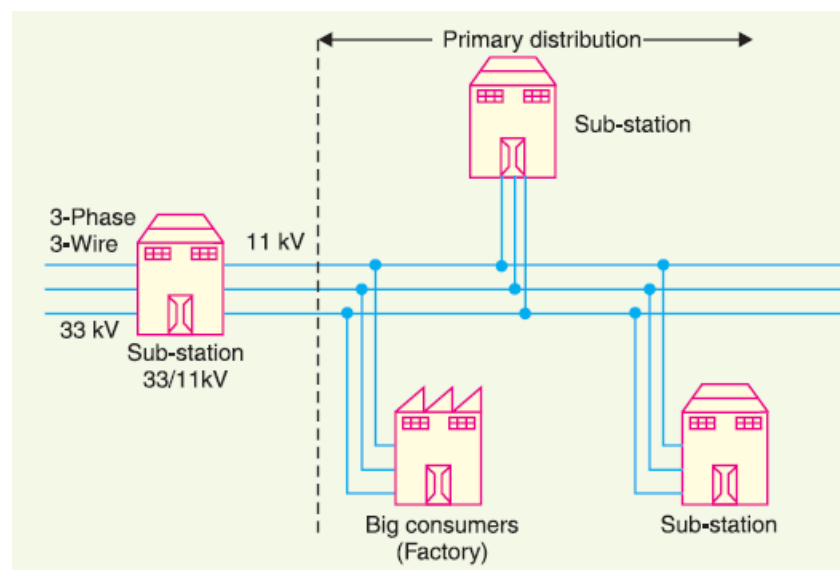 Primary distribution
Sub-station
3-Phase
3-Wire
11 kV
33 kV
Sub-station
33/11kV
Big consumers
(Factory)
Sub-station